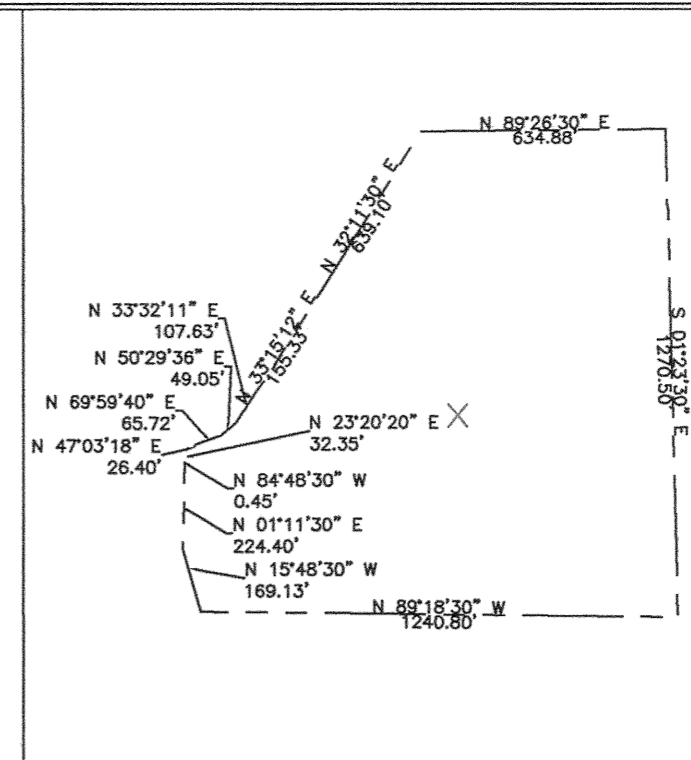 N 89°26'30" E
634.88'
N 32°11'30" E
639.10'
N 33°15'12" E
155.33'
S 01°23'30" E
1270.50'
N 33°32'11" E
107.63'
N 50°29'36" E
49.05'
N 69°59'40" E
65.72'
N 47°03'18" E
26.40'
N 23°20'20" E
32.35'
N 84°48'30" W
0.45'
N 01°11'30" E
224.40'
N 15°48'30" W
169.13'
N 89°18'30" W
1240.80'